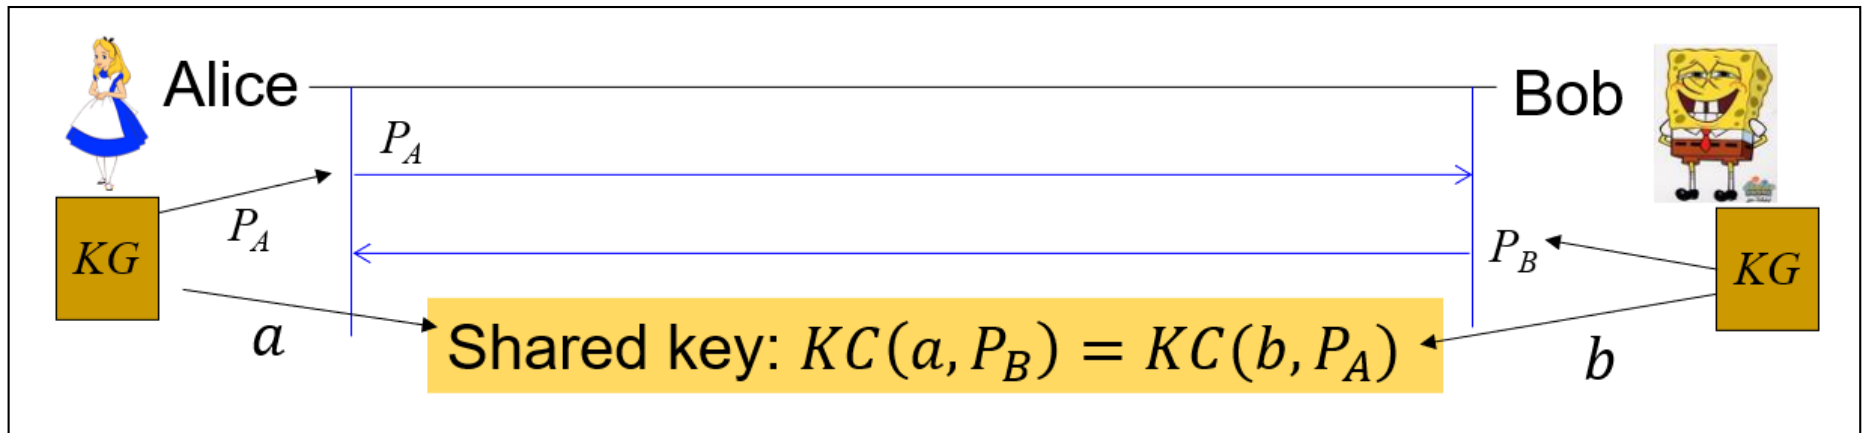 Alice
Bob
P_A
P_A
KG
P_B
KG
a
Shared key: KC(a, P_B) = KC(b, P_A)
b